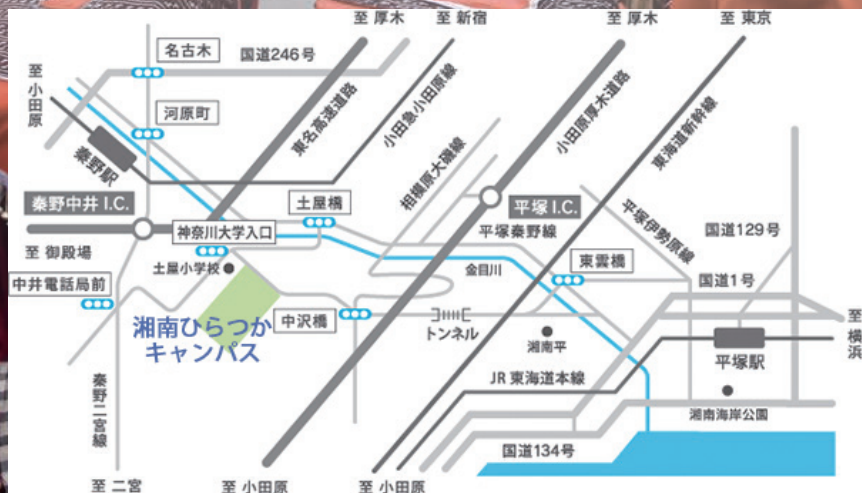 至 厚木
至 新宿
至 厚木
至 東京
名古木
国道246号
至 小田原
河原町
東名高速道路
小田急小田原線
小田原厚木道路
東海道新幹線
秦野駅
相模原大磯線
秦野中井 I.C.
土屋橋
平塚 I.C.
神奈川大学入口
平塚秦野線
平塚伊勢原線
国道129号
至 御殿場
土屋小学校
金目川
東雲橋
国道1号
中井電話局前
中沢橋
トンネル
湘南平
至 横浜
湘南ひらつか
キャンパス
平塚駅
JR 東海道本線
秦野二宮線
湘南海岸公園
国道134号
至 二宮
至 小田原
至 小田原